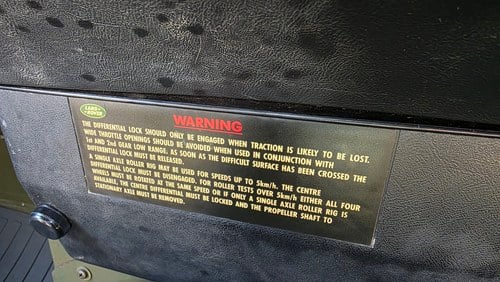 LAND-
ROVER
WARNING
THE DIFFERENTIAL LOCK SHOULD ONLY BE ENGAGED WHEN TRACTION IS LIKELY TO BE LOST.
WIDE THROTTLE OPENINGS SHOULD BE AVOIDED WHEN USED IN CONJUNCTION WITH
1st AND 2nd GEAR LOW RANGE. AS SOON AS THE DIFFICULT SURFACE HAS BEEN CROSSED THE
DIFFERENTIAL LOCK MUST BE RELEASED.
A SINGLE AXLE RIG MAY BE USED FOR SPEEDS UP TO 5km/h. THE CENTRE
DIFFERENTIAL LOCK MUST BE DISENGAGED. FOR ROLLER TESTS OVER 5km/h EITHER ALL FOUR
WHEELS MUST BE ROTATED AT THE SAME SPEED OR IF ONLY A SINGLE AXLE ROLLER RIG IS
AVAILABLE, THE CENTRE DIFFERENTIAL MUST BE LOCKED AND THE PROPELLER SHAFT TO
STATIONARY AXLE MUST BE REMOVED.